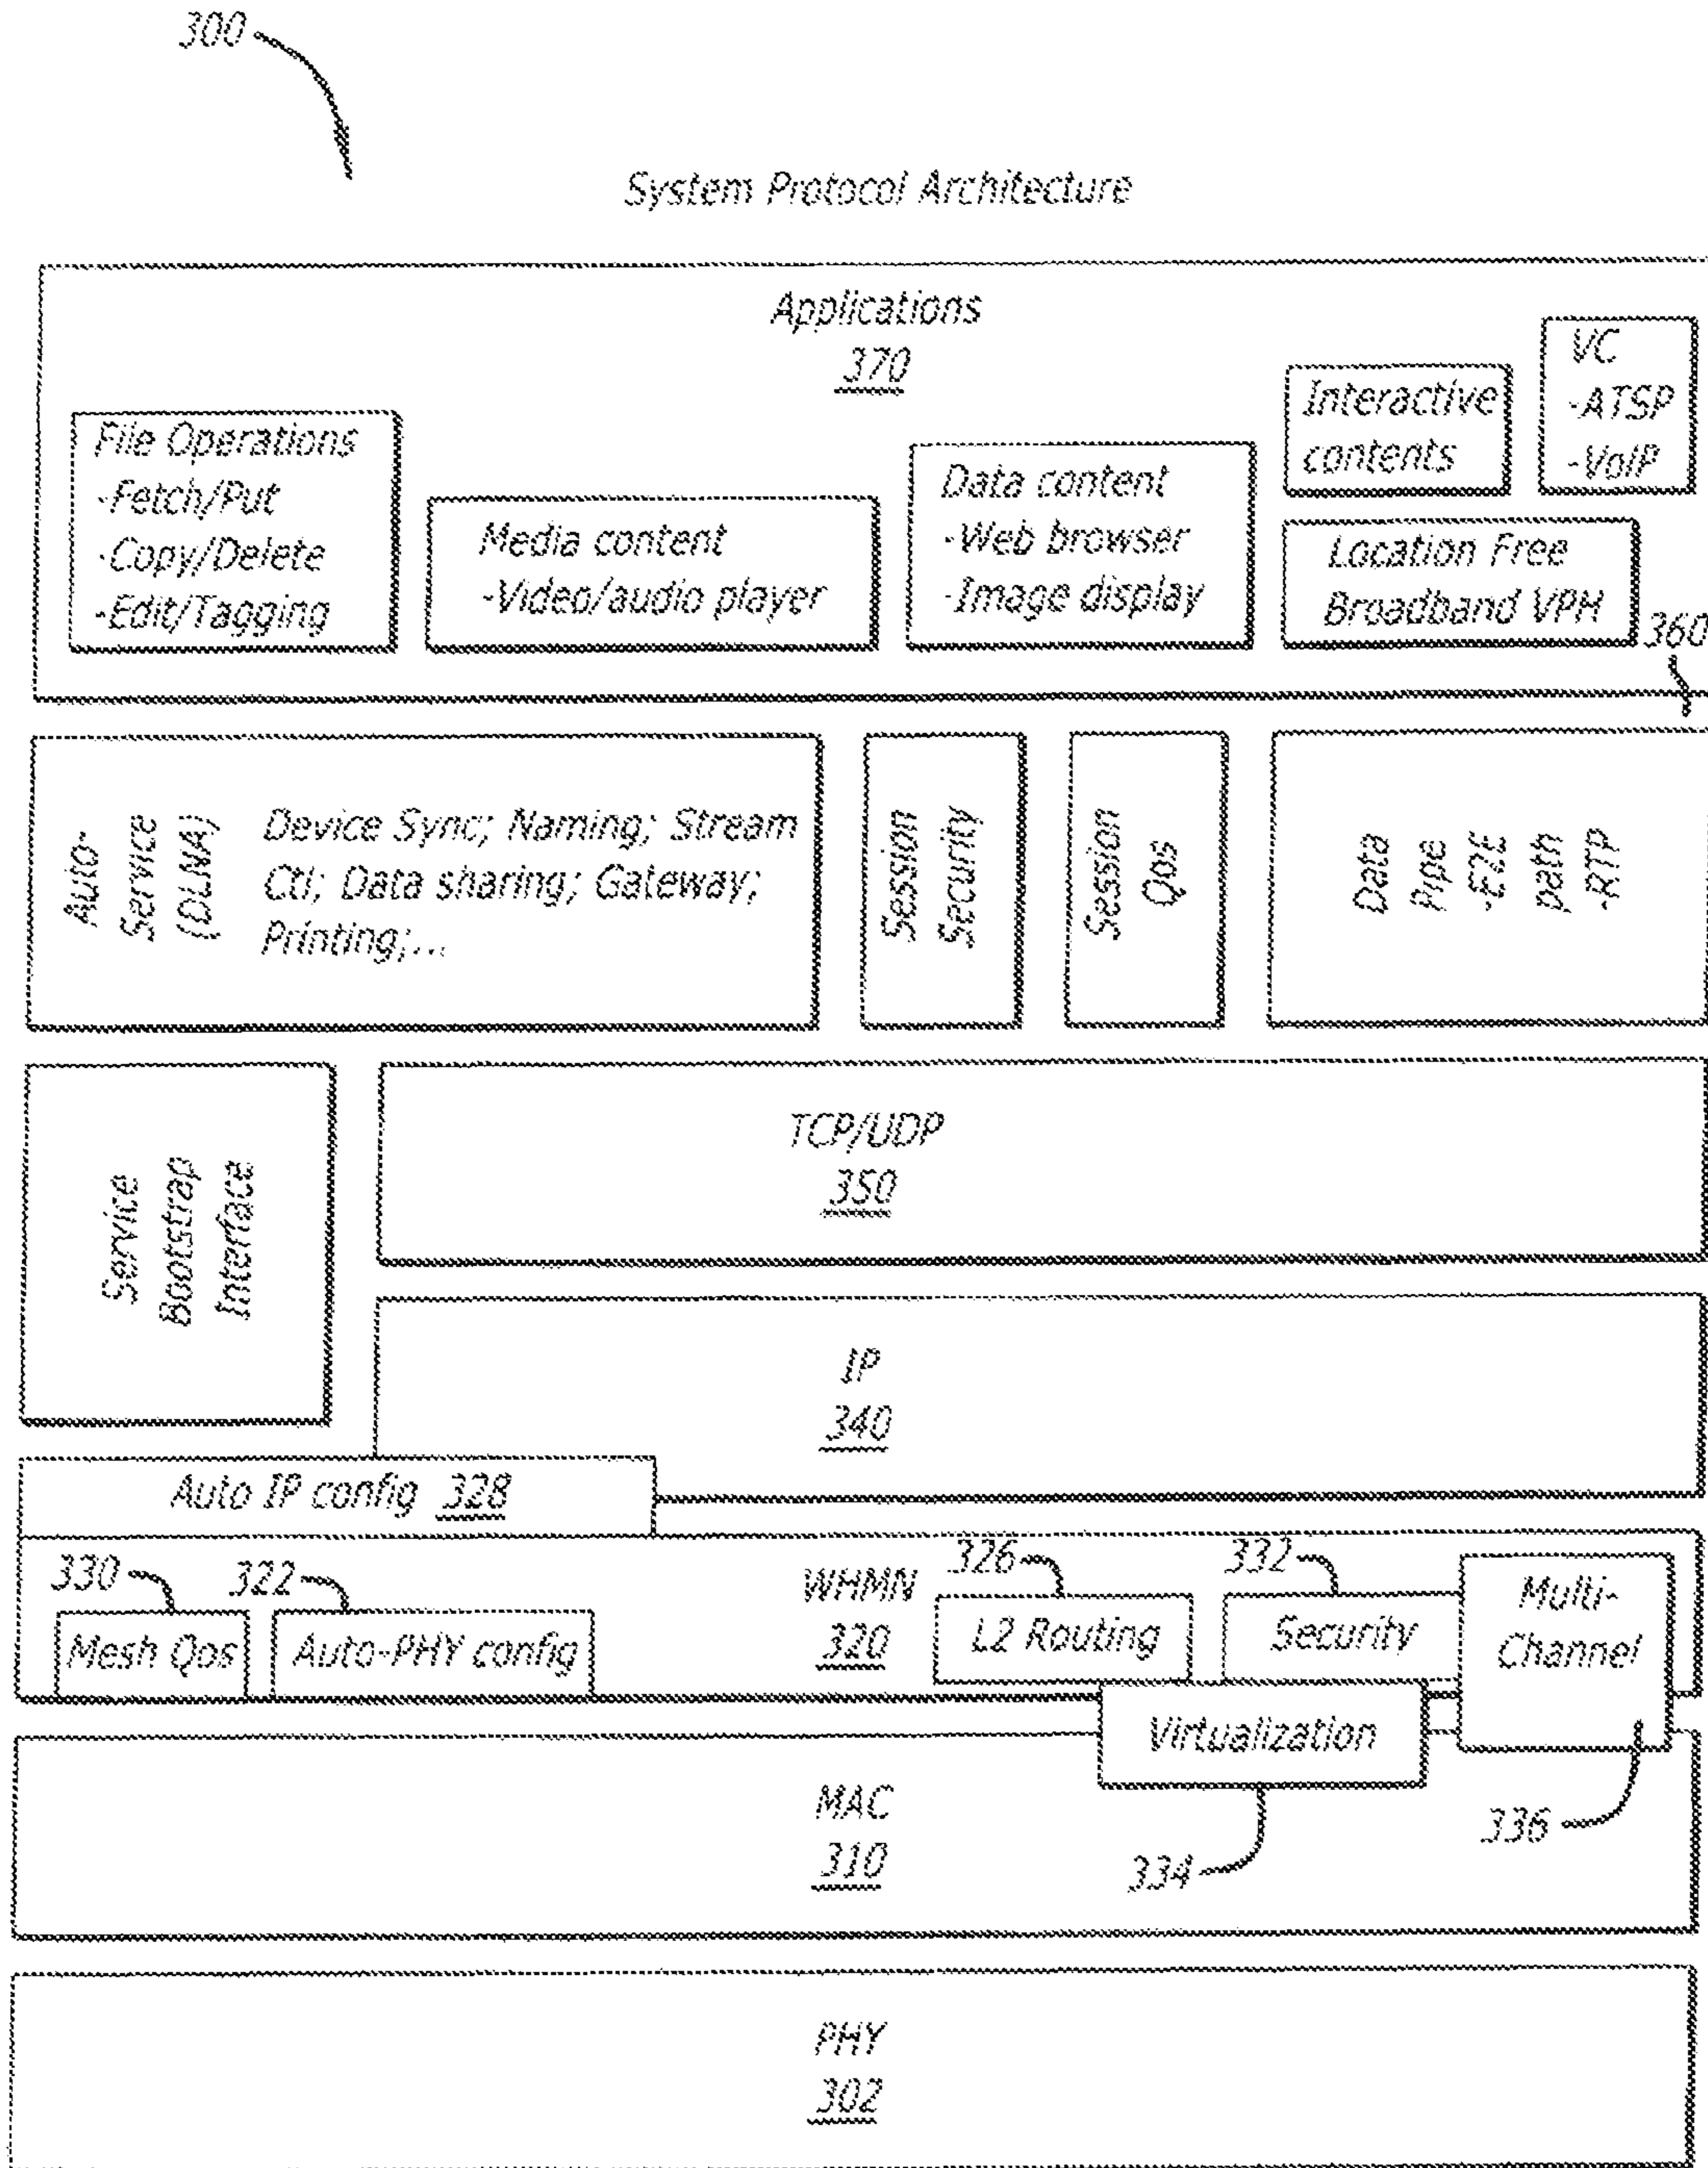 300
System Protocol Architecture
Applications
370
File Operations
-Fetch/Put
-Copy/Delete
-Edit/Tagging
Media content
-Video/audio player
Data content
-Web browser
-Image display
Interactive
contents
VC
-ATSP
-VoIP
Location Free
Broadband VPH
360
Auto-
Service
(DLNA)
Device Sync; Naming; Stream
Ctl; Data sharing; Gateway;
Printing;...
Session
Security
Session
Qos
Data
Pipe
-E2E
path
-RTP
Service
Bootstrap
Interface
TCP/UDP
350
IP
340
Auto IP config 328
330
322
WHMN
320
326
332
Mesh Qos
Auto-PHY config
L2 Routing
Security
Multi-
Channel
Virtualization
MAC
310
334
336
PHY
302